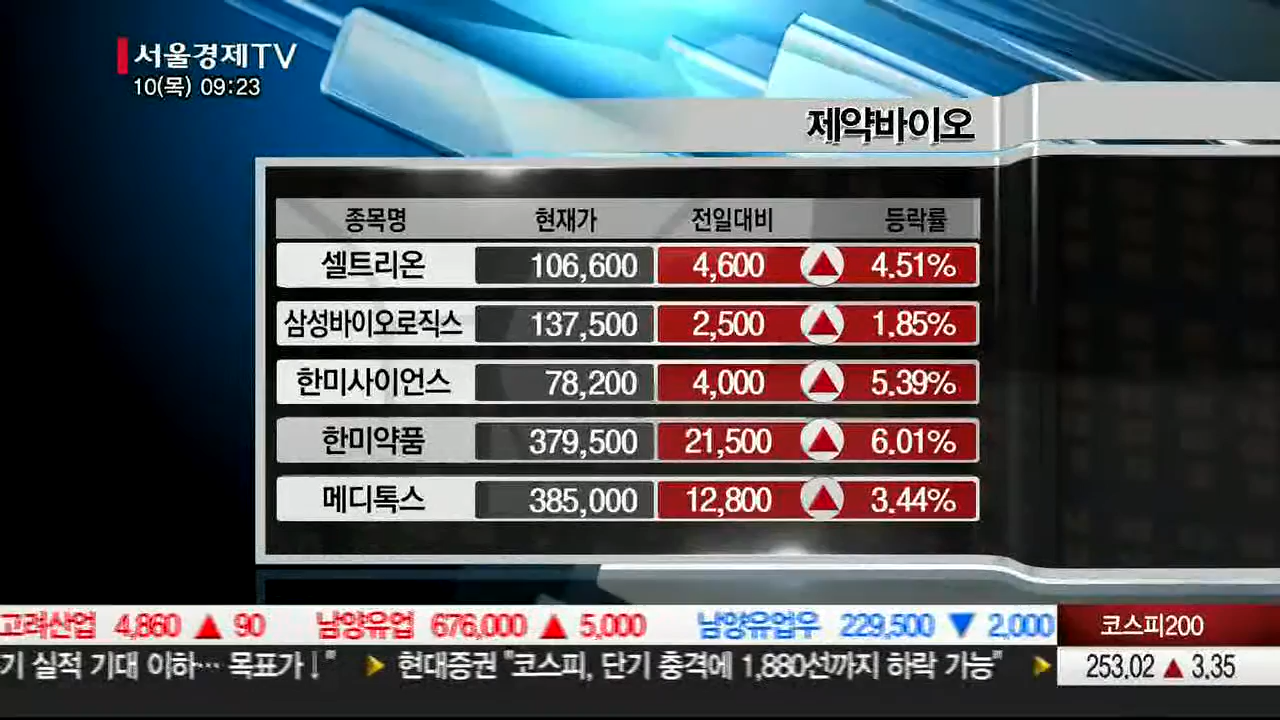 서울경제TV
10(목) 09:23
제약바이오
종목명 현재가 전일대비 등락률
셀트리온 106,600 4,600 ▲ 4.51%
삼성바이오로직스 137,500 2,500 ▲ 1.85%
한미사이언스 78,200 4,000 ▲ 5.39%
한미약품 379,500 21,500 ▲ 6.01%
메디톡스 385,000 12,800 ▲ 3.44%
고려산업 4,860 ▲ 90 남양유업 676,000 ▲ 5,000 남양유업우 229,500 ▼ 2,000
코스피200
기 실적 기대 이하… 목표가↓" ▶ 현대증권 "코스피, 단기 충격에 1,880선까지 하락 가능" ▶
253.02 ▲ 3.35